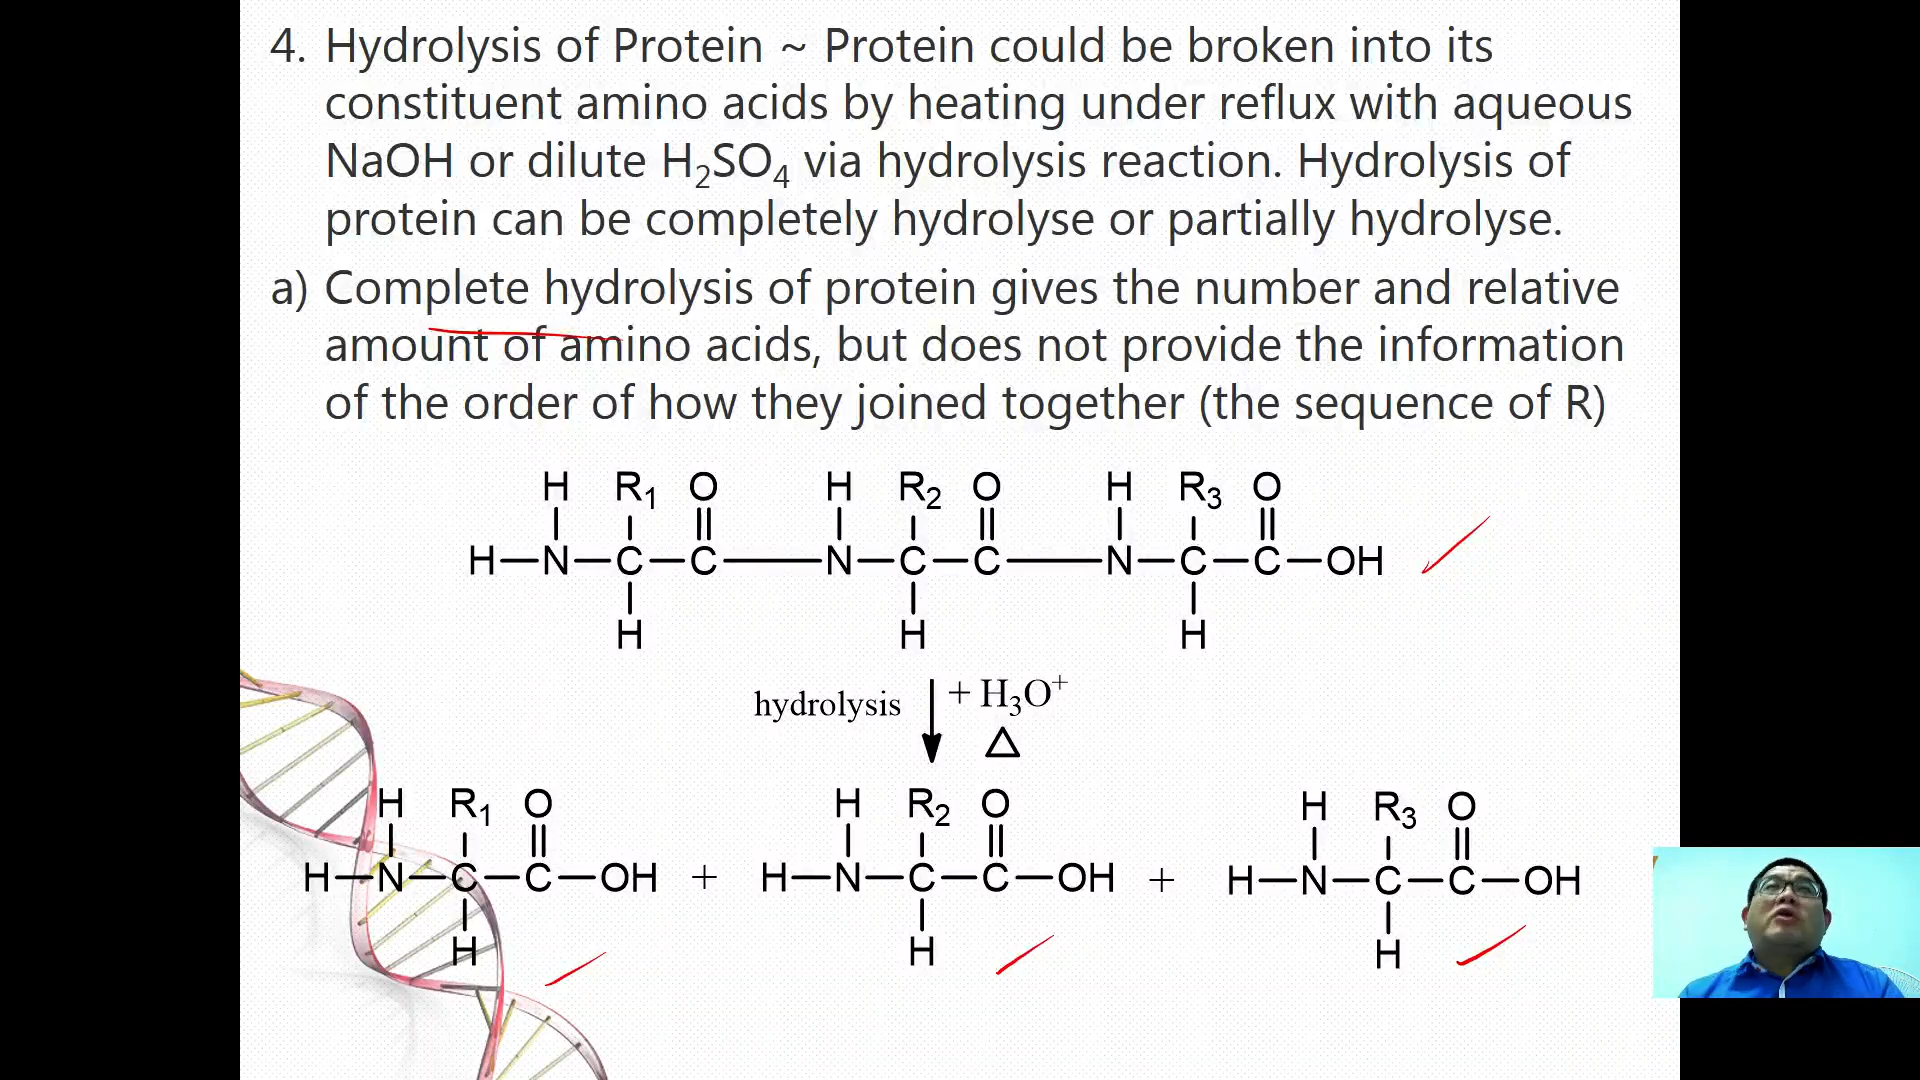 4. Hydrolysis of Protein ~ Protein could be broken into its
constituent amino acids by heating under reflux with aqueous
NaOH or dilute H₂SO₄ via hydrolysis reaction. Hydrolysis of
protein can be completely hydrolyse or partially hydrolyse.
a) Complete hydrolysis of protein gives the number and relative
amount of amino acids, but does not provide the information
of the order of how they joined together (the sequence of R)
H R₁ O H R₂ O H R₃ O
H—N—C—C—N—C—C—N—C—C—OH
H H H
hydrolysis + H₃O⁺
△
H R₁ O H R₂ O H R₃ O
H—N—C—C—OH + H—N—C—C—OH + H—N—C—C—OH
H H H